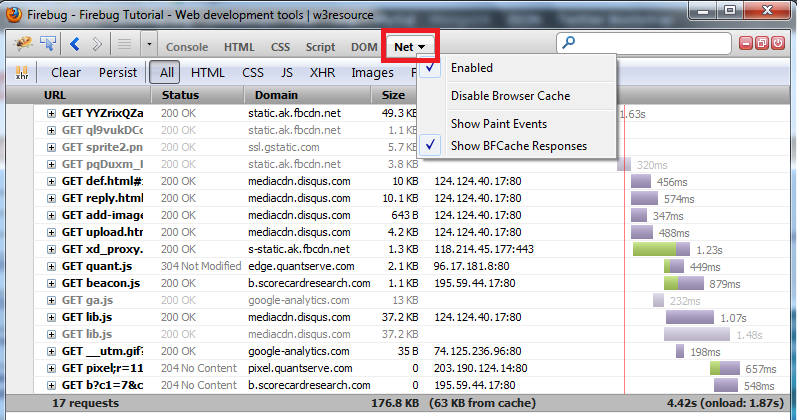 Firebug - Firebug Tutorial - Web development tools | w3resource
Console HTML CSS Script DOM Net
xhr Clear Persist All HTML CSS JS XHR Images
Enabled
Disable Browser Cache
Show Paint Events
Show BFCache Responses
URL Status Domain Size
GET YYZrixQZa 200 OK static.ak.fbcdn.net 49.3 KB 1.63s
GET ql9vukDCo 200 OK static.ak.fbcdn.net 1.1 KB
GET sprite2.pn 200 OK ssl.gstatic.com 5.7 KB
GET pqDuxm_I 200 OK static.ak.fbcdn.net 3.8 KB 320ms
GET def.html#: 200 OK mediacdn.disqus.com 10 KB 124.124.40.17:80 456ms
GET reply.html 200 OK mediacdn.disqus.com 10.1 KB 124.124.40.17:80 574ms
GET add-image 200 OK mediacdn.disqus.com 643 B 124.124.40.17:80 347ms
GET upload.htn 200 OK mediacdn.disqus.com 4.2 KB 124.124.40.17:80 488ms
GET xd_proxy. 200 OK s-static.ak.fbcdn.net 1.3 KB 118.214.45.177:443 1.23s
GET quant.js 304 Not Modified edge.quantserve.com 2.1 KB 96.17.181.8:80 449ms
GET beacon.js 200 OK b.scorecardresearch.com 1.1 KB 195.59.44.17:80 879ms
GET ga.js 200 OK google-analytics.com 13 KB 232ms
GET lib.js 200 OK mediacdn.disqus.com 37.2 KB 124.124.40.17:80 1.07s
GET lib.js 200 OK mediacdn.disqus.com 37.2 KB 1.48s
GET __utm.gif? 200 OK google-analytics.com 35 B 74.125.236.96:80 198ms
GET pixel;r=11 204 No Content pixel.quantserve.com 0 203.190.124.14:80 657ms
GET b?c1=7&c 204 No Content b.scorecardresearch.com 0 195.59.44.17:80 548ms
17 requests 176.8 KB (63 KB from cache) 4.42s (onload: 1.87s)